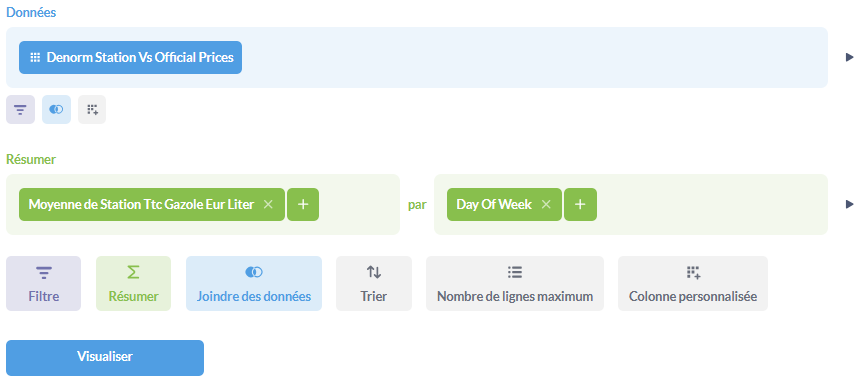 Données
Denorm Station Vs Official Prices
Résumer
Moyenne de Station Ttc Gazole Eur Liter × + par Day Of Week × +
Filtre Résumer Joindre des données Trier Nombre de lignes maximum Colonne personnalisée
Visualiser